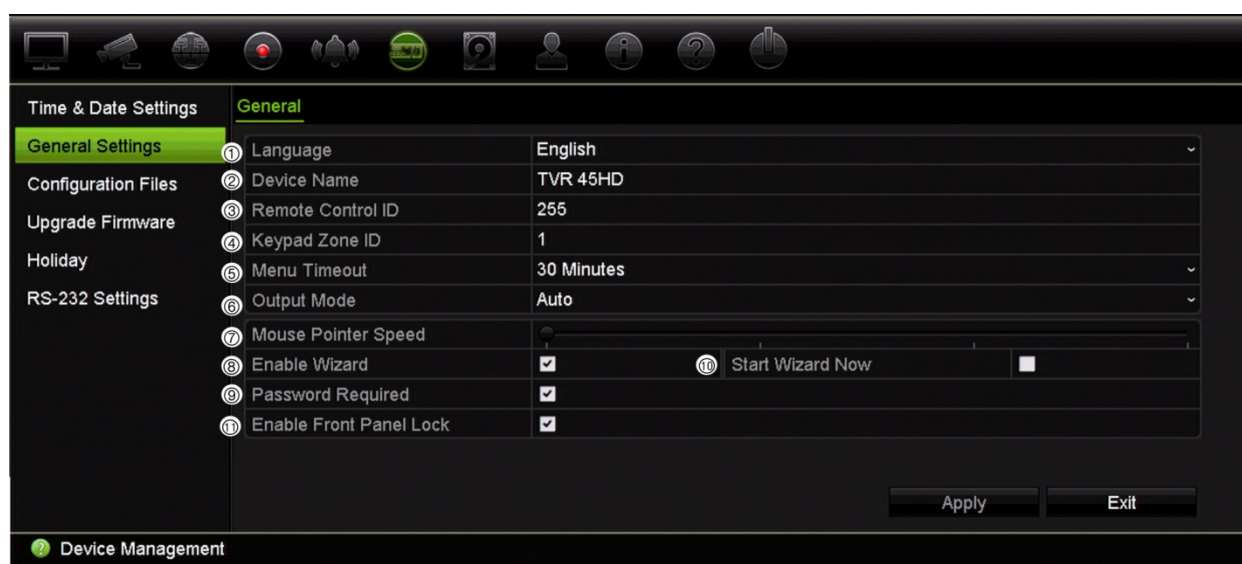 Time & Date Settings
General Settings
Configuration Files
Upgrade Firmware
Holiday
RS-232 Settings
General
① Language English
② Device Name TVR 45HD
③ Remote Control ID 255
④ Keypad Zone ID 1
⑤ Menu Timeout 30 Minutes
⑥ Output Mode Auto
⑦ Mouse Pointer Speed
⑧ Enable Wizard ⑩ Start Wizard Now
⑨ Password Required
⑪ Enable Front Panel Lock
Apply Exit
? Device Management